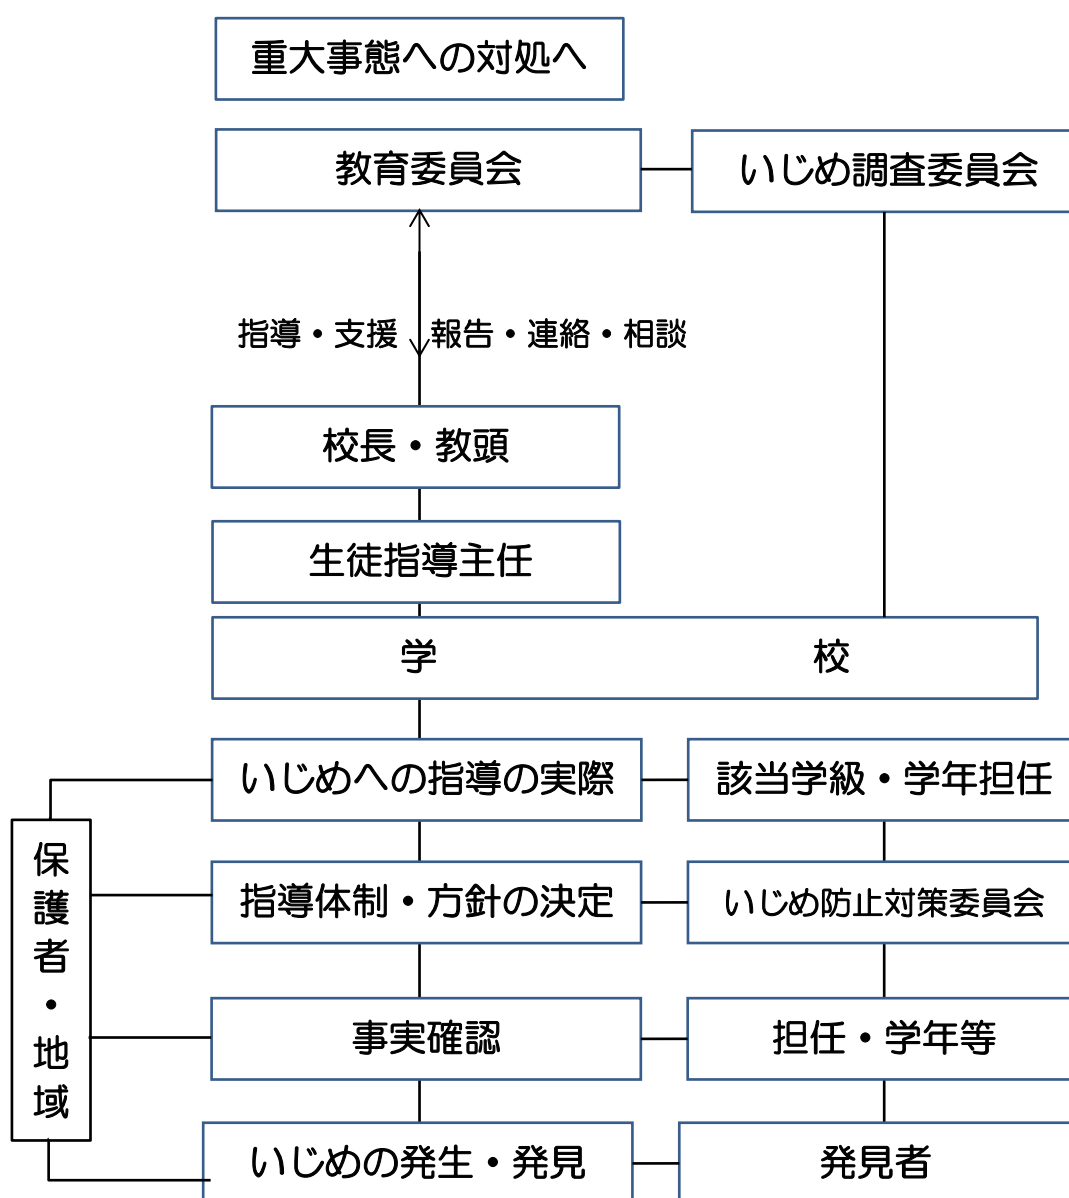 重大事態への対処へ
教育委員会
いじめ調査委員会
指導・支援
報告・連絡・相談
校長・教頭
生徒指導主任
学 校
いじめへの指導の実際
該当学級・学年担任
保護者・地域
指導体制・方針の決定
いじめ防止対策委員会
事実確認
担任・学年等
いじめの発生・発見
発見者